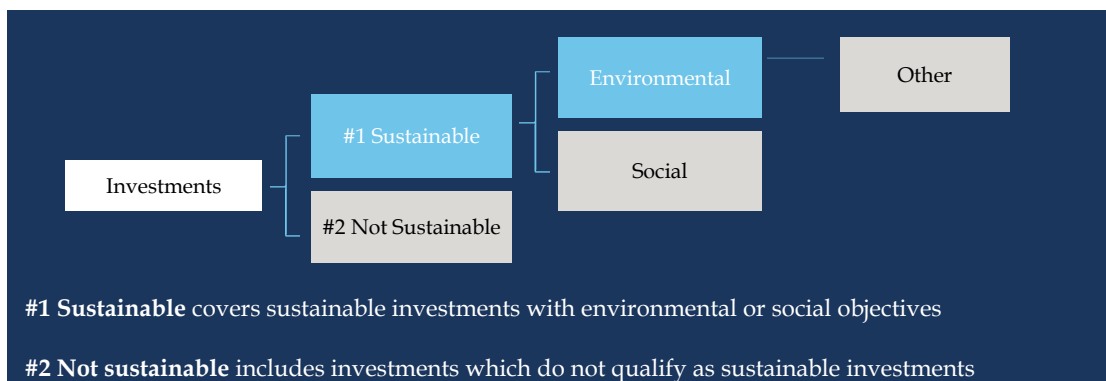 Environmental
Other
#1 Sustainable
Social
Investments
#2 Not Sustainable
#1 Sustainable covers sustainable investments with environmental or social objectives
#2 Not sustainable includes investments which do not qualify as sustainable investments